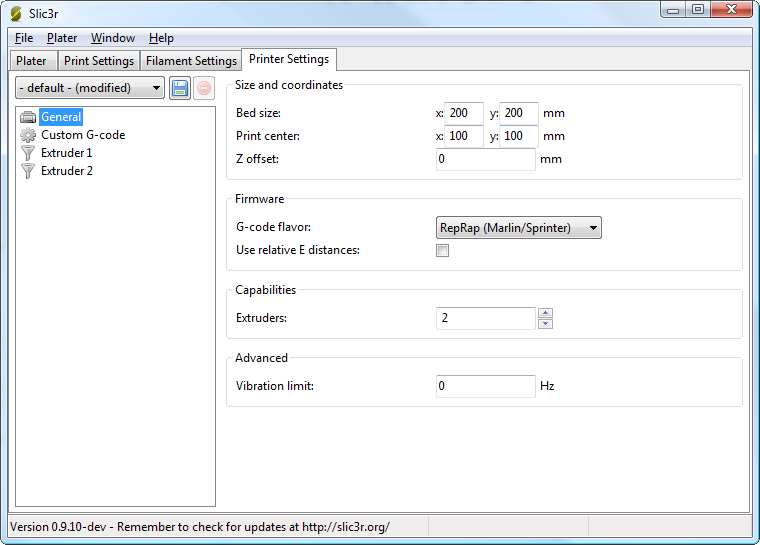 Slic3r
File Plater Window Help
Plater Print Settings Filament Settings Printer Settings
- default - (modified)
General
Custom G-code
Extruder 1
Extruder 2
Size and coordinates
Bed size: x: 200 y: 200 mm
Print center: x: 100 y: 100 mm
Z offset: 0 mm
Firmware
G-code flavor: RepRap (Marlin/Sprinter)
Use relative E distances:
Capabilities
Extruders: 2
Advanced
Vibration limit: 0 Hz
Version 0.9.10-dev - Remember to check for updates at http://slic3r.org/